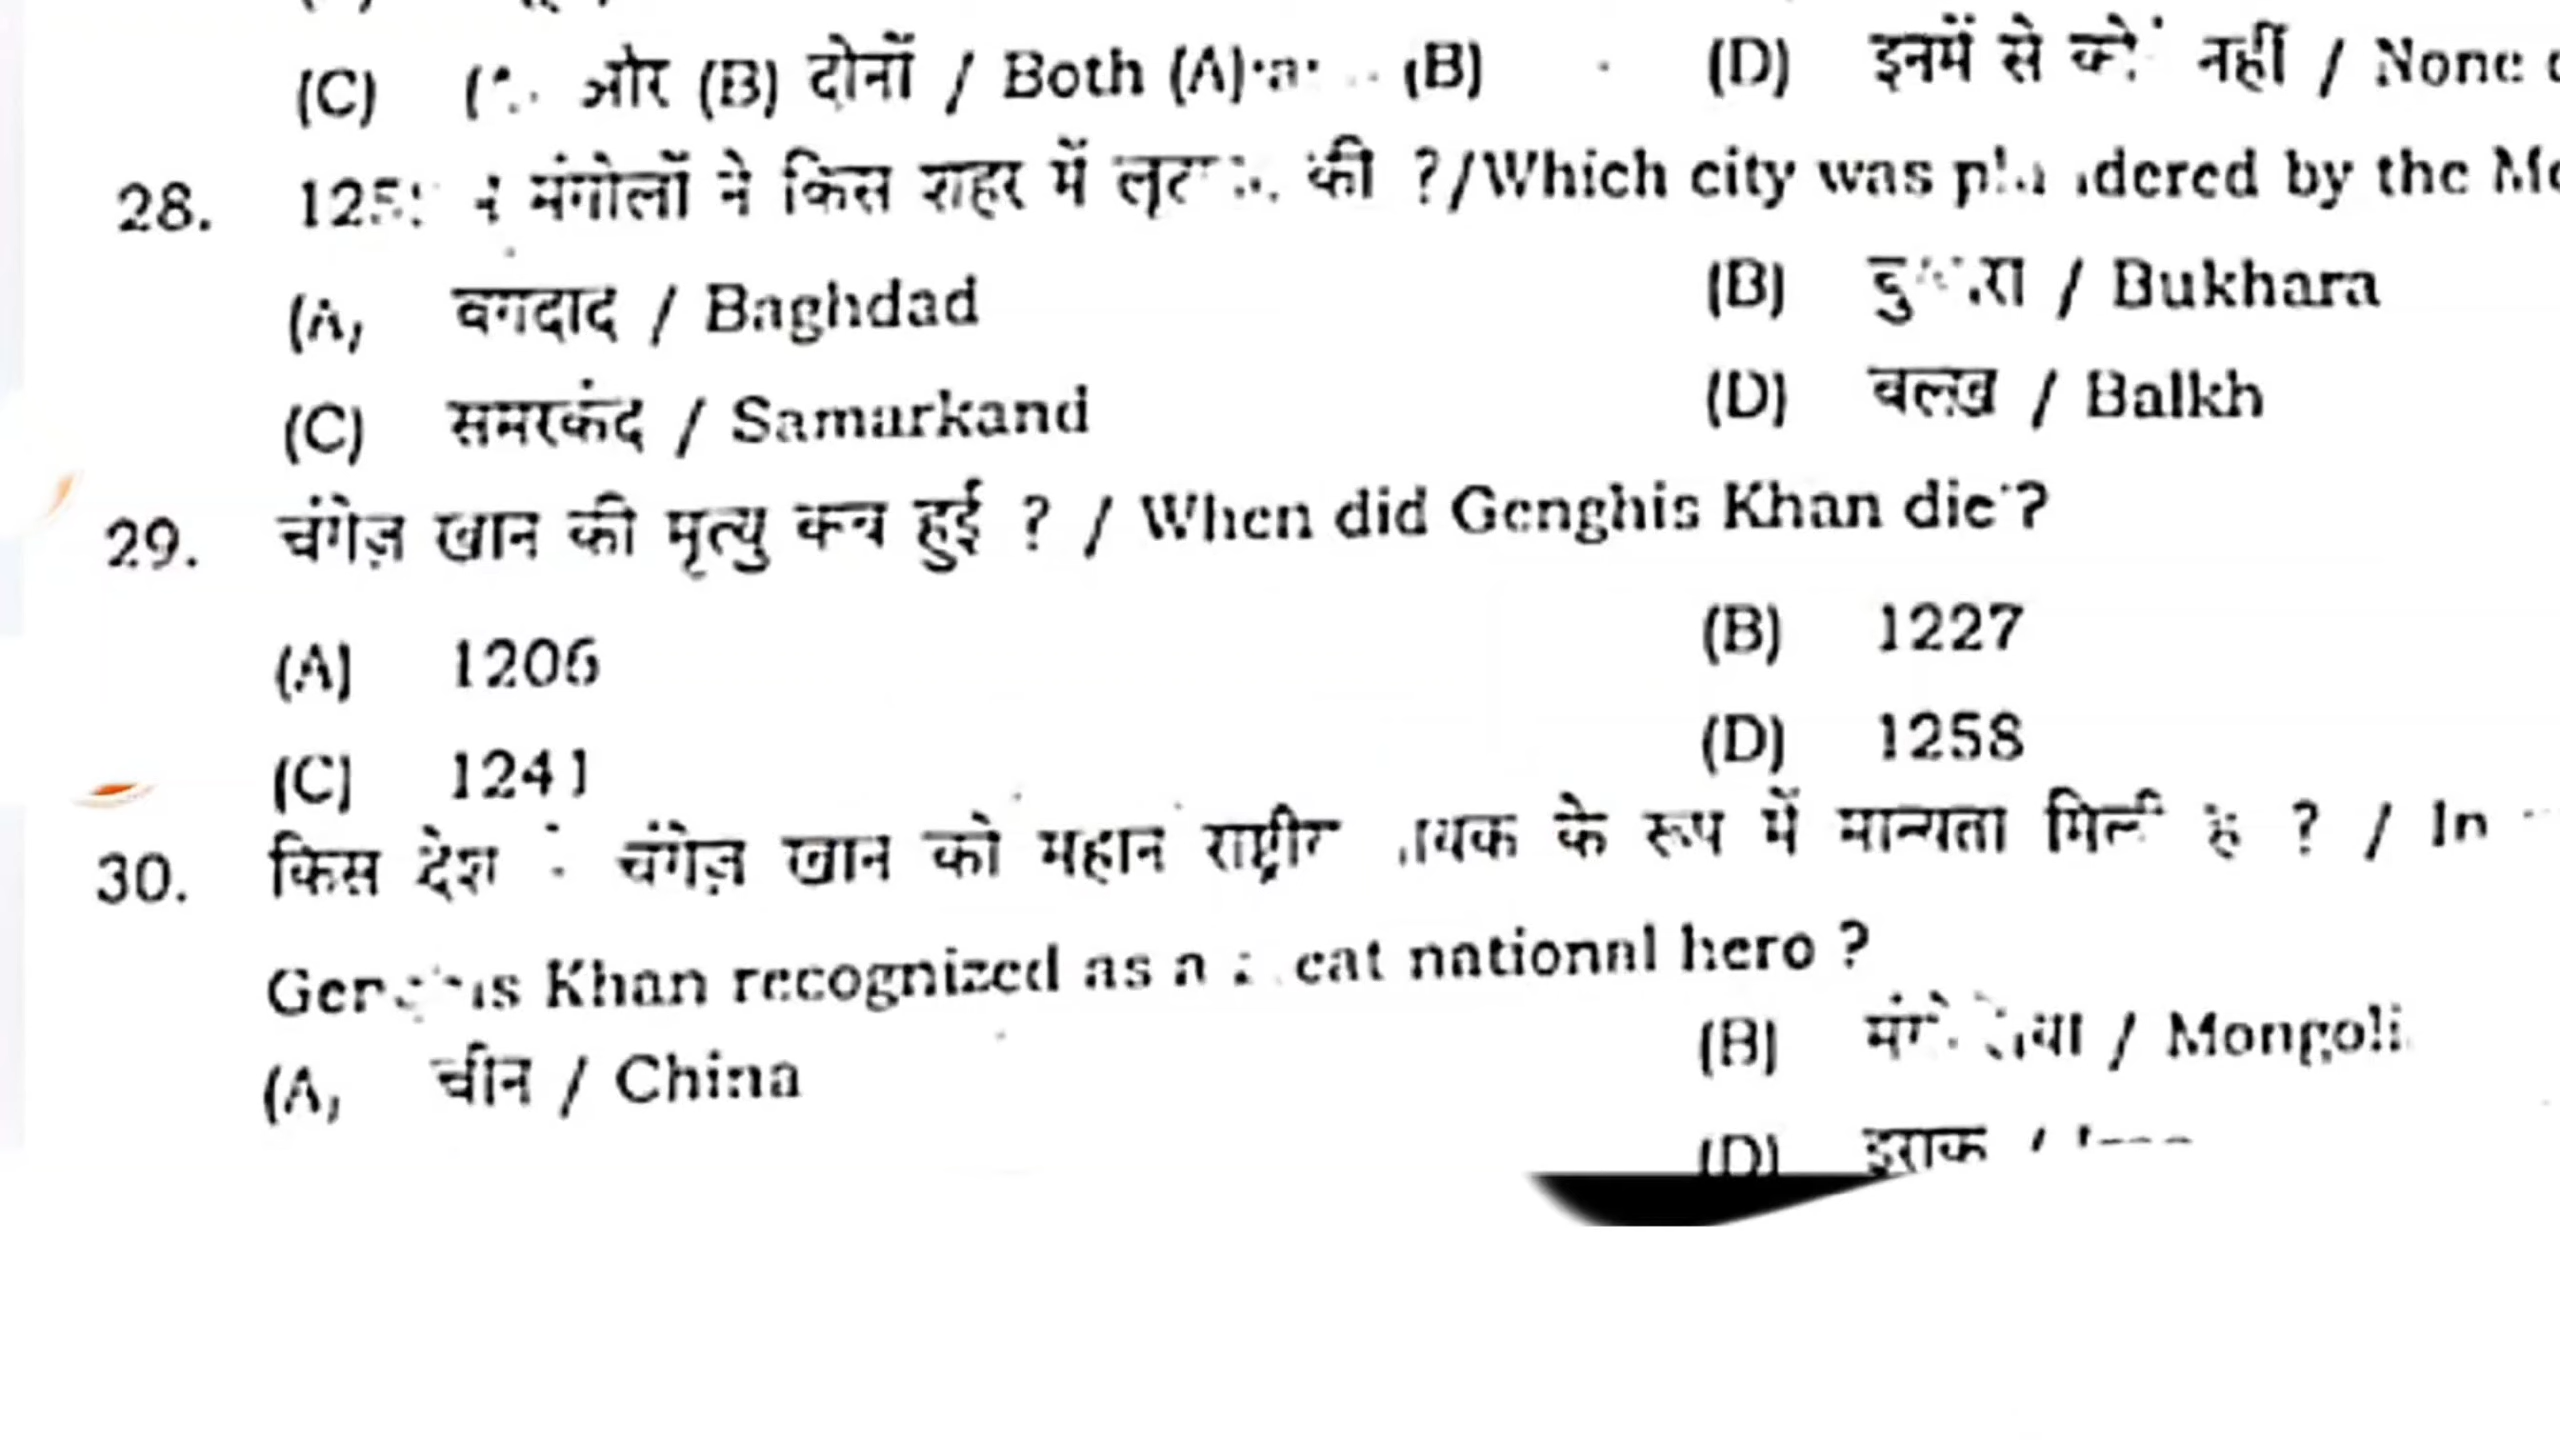 (C) और (B) दोनों / Both (A) (B) (D) इनमें से नहीं / None
28. मंगोलों ने किस शहर में की ?/Which city was by the
(A) बगदाद / Baghdad (B) / Bukhara
(C) समरकंद / Samarkand (D) बल्ख / Balkh
29. चंगेज़ खान की मृत्यु कब हुई ? / When did Genghis Khan die ?
(A) 1206 (B) 1227
(C) 1241 (D) 1258
30. किस देश चंगेज़ खान को महान के रूप में मान्यता ? / In
Khan recognized as a national hero ?
(A) चीन / China (B) / Mongoli
(D) इराक /